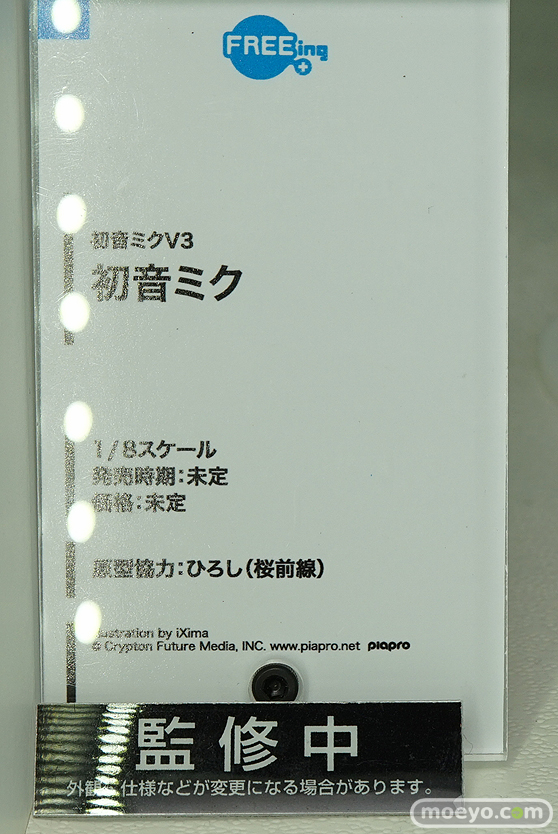 FREEing
初音ミクV3
初音ミク
1/8スケール
発売時期:未定
価格:未定
原型協力:ひろし(桜前線)
Illustration by iXima
© Crypton Future Media, INC. www.piapro.net piapro
監修中
外観・仕様などが変更になる場合があります。
moeyo.com